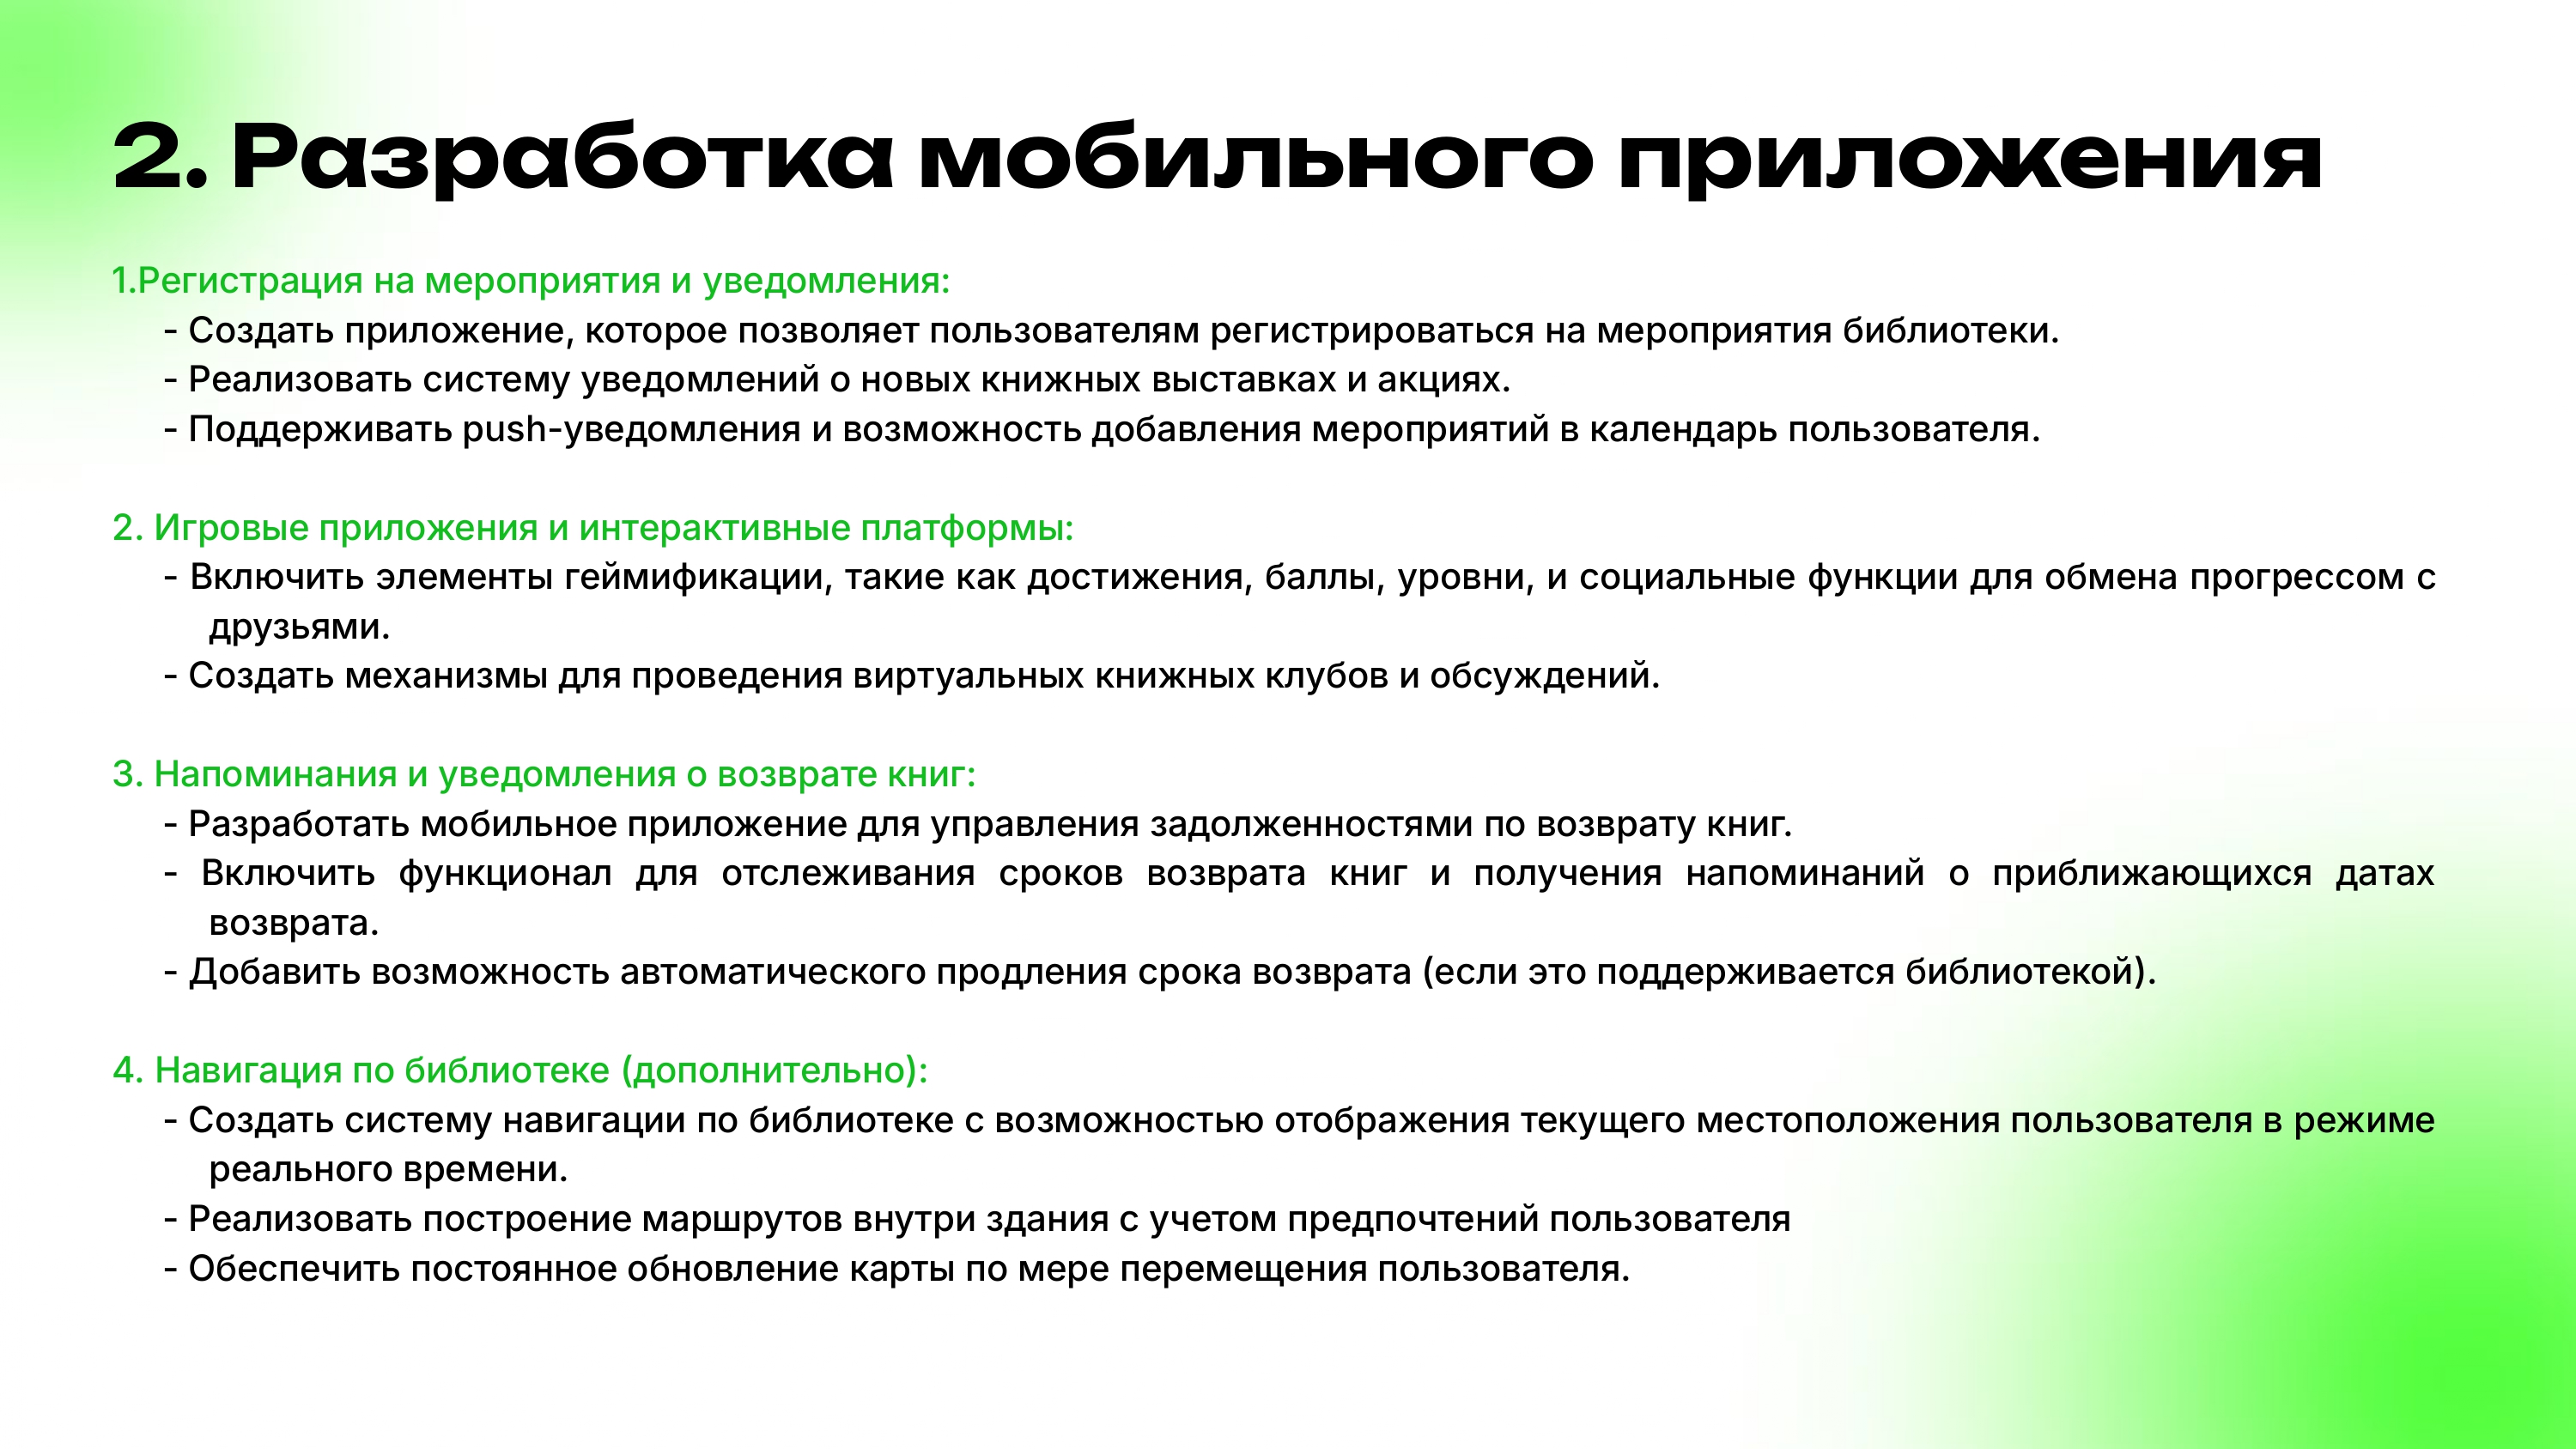 2. Разработка мобильного приложения
1.Регистрация на мероприятия и уведомления:
- Создать приложение, которое позволяет пользователям регистрироваться на мероприятия библиотеки.
- Реализовать систему уведомлений о новых книжных выставках и акциях.
- Поддерживать push-уведомления и возможность добавления мероприятий в календарь пользователя.
2. Игровые приложения и интерактивные платформы:
- Включить элементы геймификации, такие как достижения, баллы, уровни, и социальные функции для обмена прогрессом с
друзьями.
- Создать механизмы для проведения виртуальных книжных клубов и обсуждений.
3. Напоминания и уведомления о возврате книг:
- Разработать мобильное приложение для управления задолженностями по возврату книг.
- Включить функционал для отслеживания сроков возврата книг и получения напоминаний о приближающихся датах
возврата.
- Добавить возможность автоматического продления срока возврата (если это поддерживается библиотекой).
4. Навигация по библиотеке (дополнительно):
- Создать систему навигации по библиотеке с возможностью отображения текущего местоположения пользователя в режиме
реального времени.
- Реализовать построение маршрутов внутри здания с учетом предпочтений пользователя
- Обеспечить постоянное обновление карты по мере перемещения пользователя.